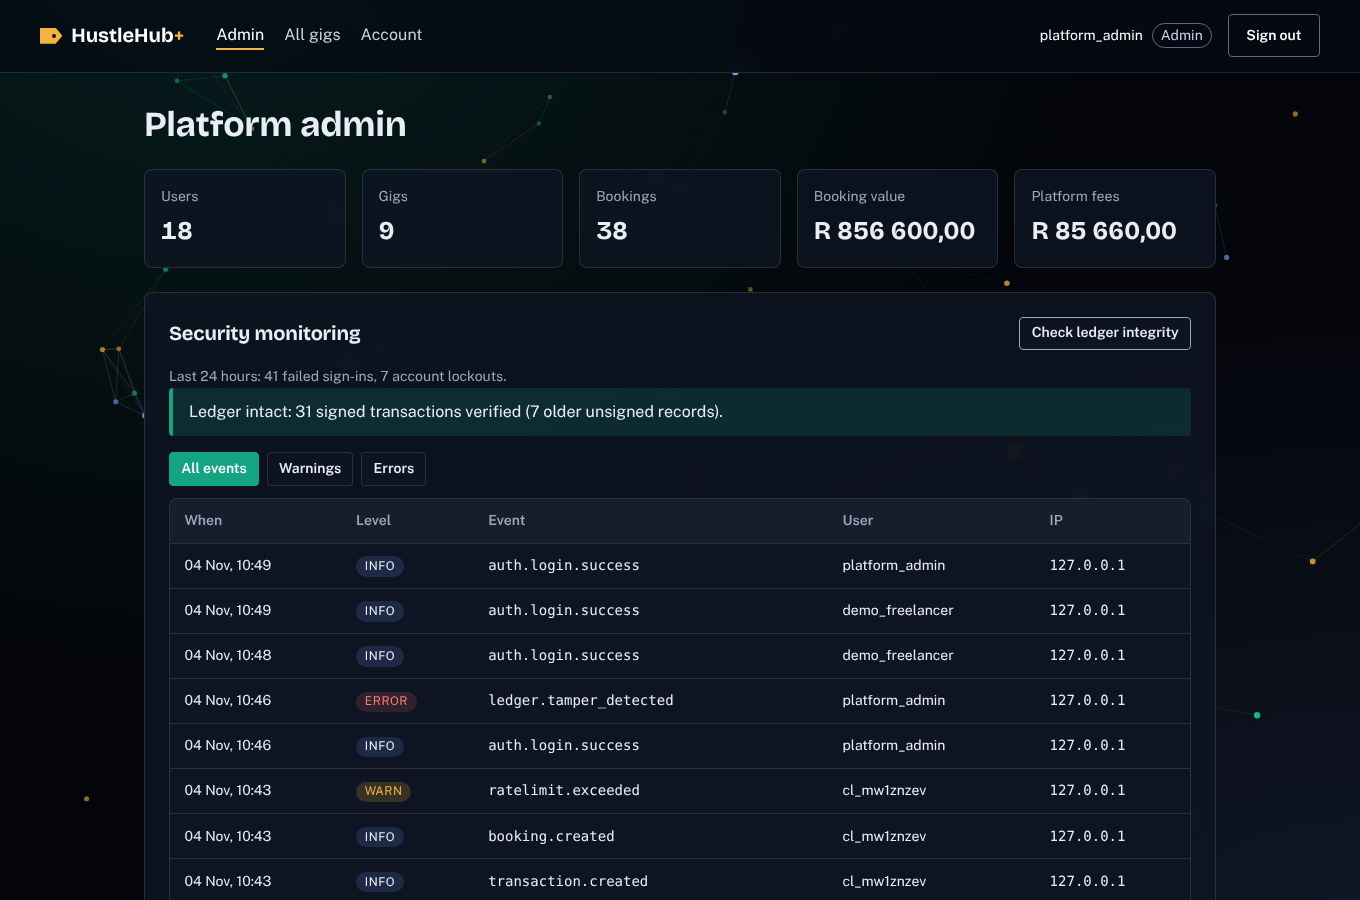 HustleHub+ Admin All gigs Account platform_admin Admin Sign out
Platform admin
Users Gigs Bookings Booking value Platform fees
18 9 38 R 856 600,00 R 85 660,00
Security monitoring Check ledger integrity
Last 24 hours: 41 failed sign-ins, 7 account lockouts.
Ledger intact: 31 signed transactions verified (7 older unsigned records).
All events Warnings Errors
When Level Event User IP
04 Nov, 10:49 INFO auth.login.success platform_admin 127.0.0.1
04 Nov, 10:49 INFO auth.login.success demo_freelancer 127.0.0.1
04 Nov, 10:48 INFO auth.login.success demo_freelancer 127.0.0.1
04 Nov, 10:46 ERROR ledger.tamper_detected platform_admin 127.0.0.1
04 Nov, 10:46 INFO auth.login.success platform_admin 127.0.0.1
04 Nov, 10:43 WARN ratelimit.exceeded cl_mw1znzev 127.0.0.1
04 Nov, 10:43 INFO booking.created cl_mw1znzev 127.0.0.1
04 Nov, 10:43 INFO transaction.created cl_mw1znzev 127.0.0.1